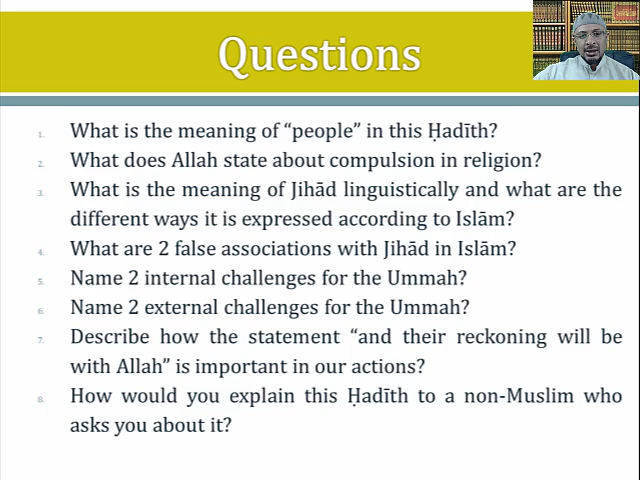 Questions
1. What is the meaning of “people” in this Ḥadīth?
2. What does Allah state about compulsion in religion?
3. What is the meaning of Jihād linguistically and what are the
different ways it is expressed according to Islām?
4. What are 2 false associations with Jihād in Islām?
5. Name 2 internal challenges for the Ummah?
6. Name 2 external challenges for the Ummah?
7. Describe how the statement “and their reckoning will be
with Allah” is important in our actions?
8. How would you explain this Ḥadīth to a non-Muslim who
asks you about it?